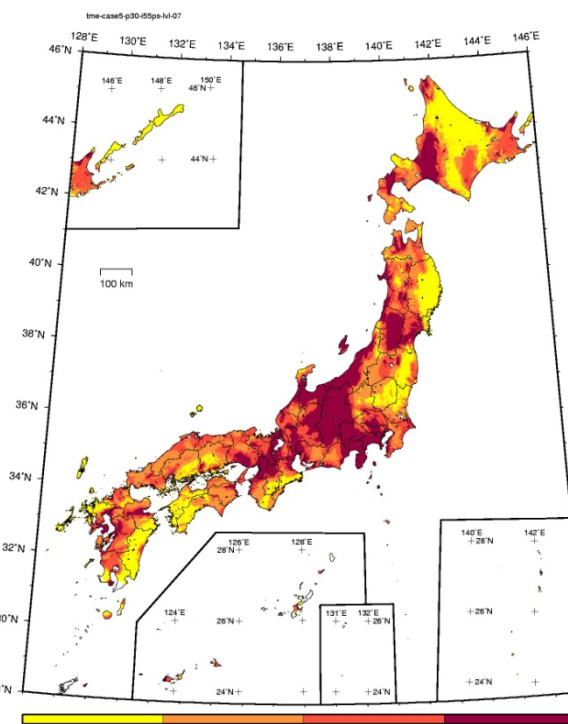 tme-case5-p30-i55ps-lvl-07
128˚E 130˚E 132˚E 134˚E 136˚E 138˚E 140˚E 142˚E 144˚E 146˚E
46˚N
146˚E 148˚E 150˚E
46˚N
44˚N
44˚N
42˚N
40˚N
100 km
38˚N
36˚N
34˚N
32˚N
126˚E 128˚E
28˚N
140˚E 142˚E
28˚N
124˚E
26˚N
131˚E 132˚E
26˚N
26˚N
24˚N
24˚N
24˚N